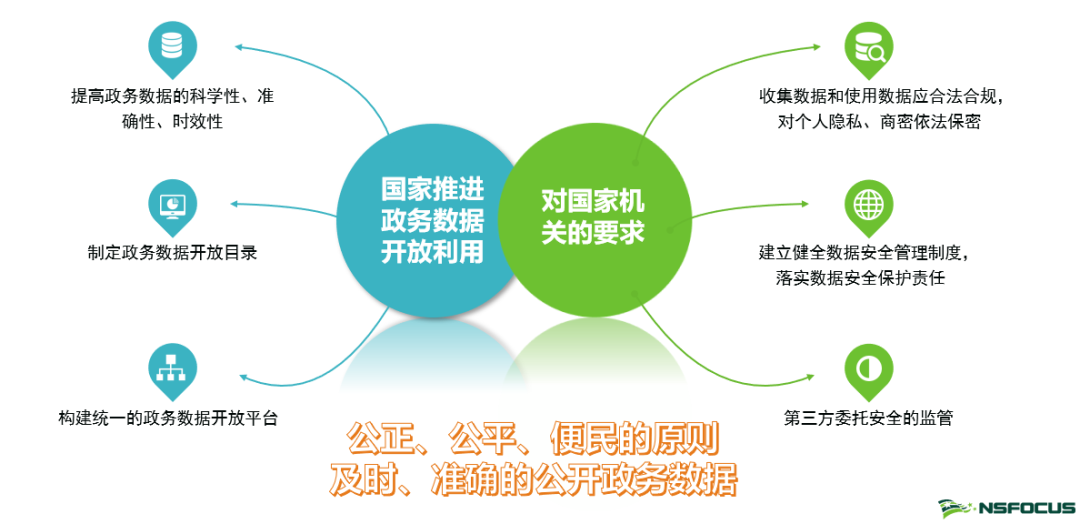 提高政务数据的科学性、准
确性、时效性
制定政务数据开放目录
构建统一的政务数据开放平台
国家推进
政务数据
开放利用
对国家机
关的要求
收集数据和使用数据应合法合规,
对个人隐私、商密依法保密
建立健全数据安全管理制度,
落实数据安全保护责任
第三方委托安全的监管
公正、公平、便民的原则
及时、准确的公开政务数据
NSFOCUS